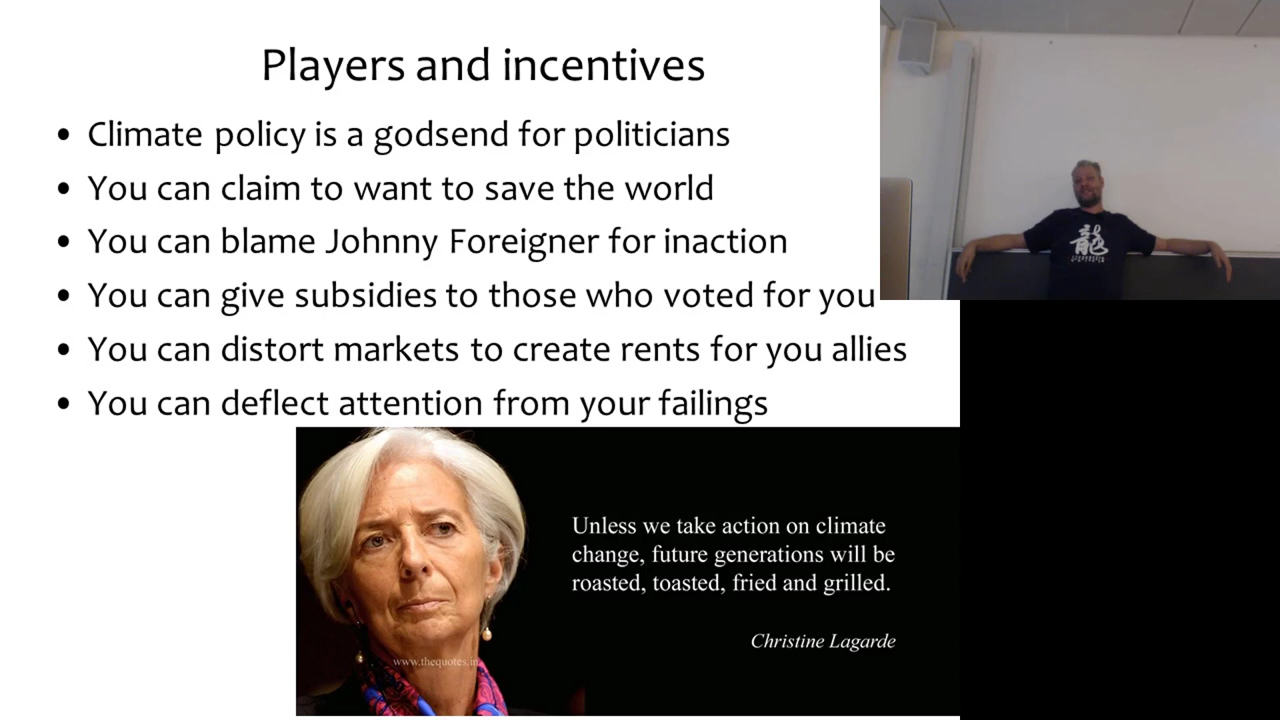 Players and incentives
• Climate policy is a godsend for politicians
• You can claim to want to save the world
• You can blame Johnny Foreigner for inaction
• You can give subsidies to those who voted for you
• You can distort markets to create rents for you allies
• You can deflect attention from your failings
龍
Unless we take action on climate
change, future generations will be
roasted, toasted, fried and grilled.
Christine Lagarde
www.thequotes.in